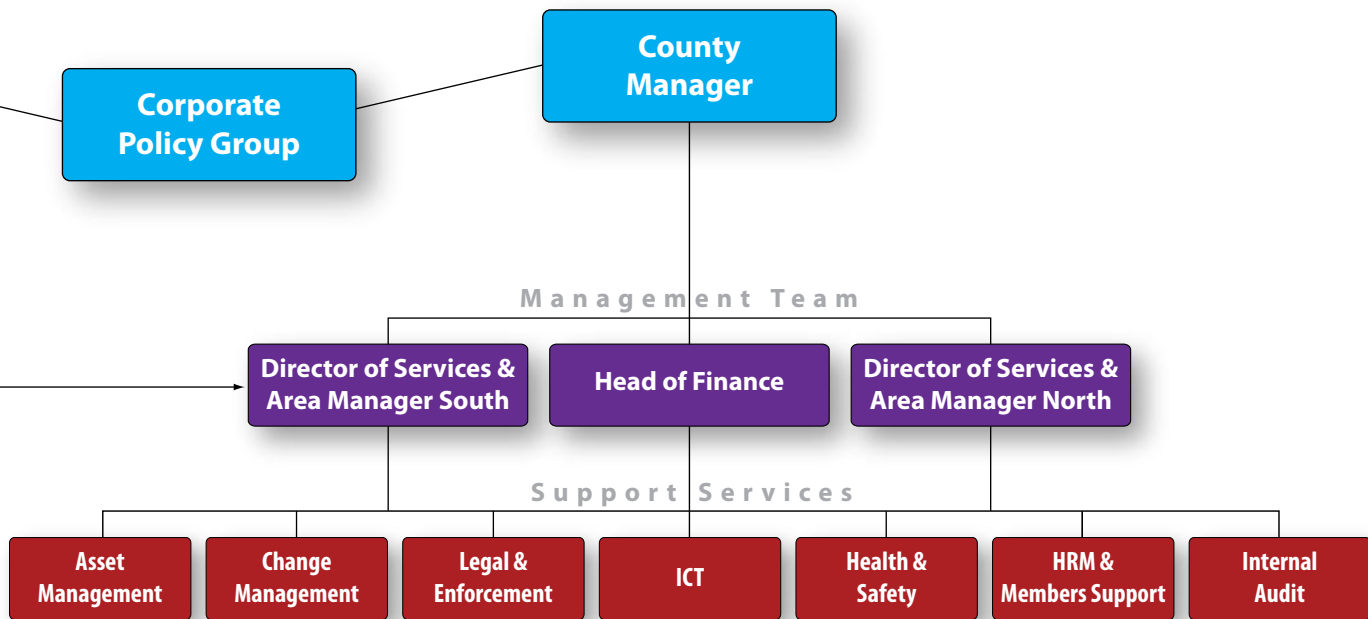 County
Manager
Corporate
Policy Group
Management Team
Director of Services &
Area Manager South
Head of Finance
Director of Services &
Area Manager North
Support Services
Asset
Management
Change
Management
Legal &
Enforcement
ICT
Health &
Safety
HRM &
Members Support
Internal
Audit